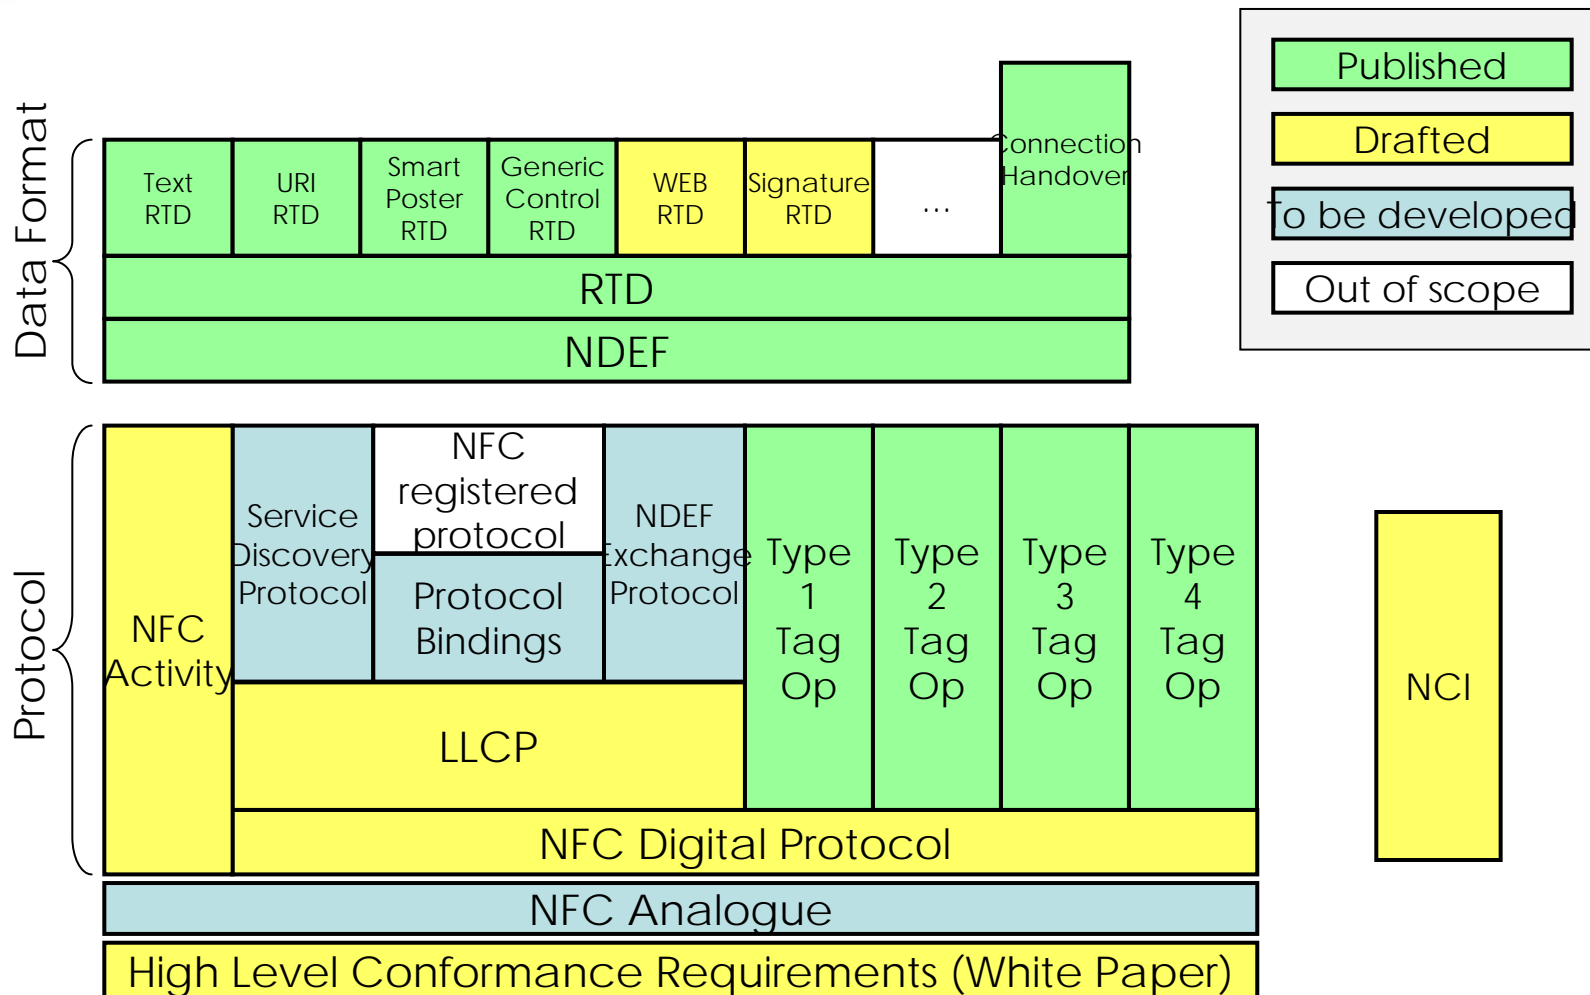 Data Format
Text
RTD
URI
RTD
Smart
Poster
RTD
Generic
Control
RTD
WEB
RTD
Signature
RTD
...
Connection
Handover
RTD
NDEF
Published
Drafted
To be developed
Out of scope
Protocol
NFC
Activity
Service
Discovery
Protocol
NFC
registered
protocol
Protocol
Bindings
NDEF
Exchange
Protocol
Type
1
Tag
Op
Type
2
Tag
Op
Type
3
Tag
Op
Type
4
Tag
Op
LLCP
NFC Digital Protocol
NCI
NFC Analogue
High Level Conformance Requirements (White Paper)